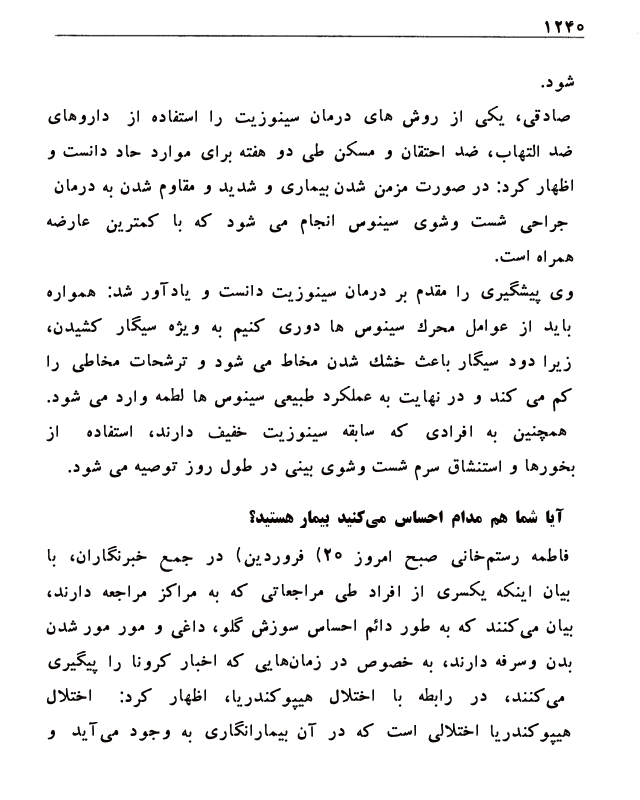 ۱۲۴۰
شود.
صادقی، یکی از روش های درمان سینوزیت را استفاده از داروهای
ضد التهاب، ضد احتقان و مسکن طی دو هفته برای موارد حاد دانست و
اظهار کرد: در صورت مزمن شدن بیماری و شدید و مقاوم شدن به درمان
جراحی شست وشوی سینوس انجام می شود که با کمترین عارضه
همراه است.
وی پیشگیری را مقدم بر درمان سینوزیت دانست و یادآور شد: همواره
باید از عوامل محرك سینوس ها دوری کنیم به ویژه سیگار کشیدن،
زیرا دود سیگار باعث خشك شدن مخاط می شود و ترشحات مخاطی را
کم می کند و در نهایت به عملکرد طبیعی سینوس ها لطمه وارد می شود.
همچنین به افرادی که سابقه سینوزیت خفیف دارند، استفاده از
بخورها و استنشاق سرم شست وشوی بینی در طول روز توصیه می شود.
آیا شما هم مدام احساس می‌کنید بیمار هستید؟
فاطمه رستم‌خانی صبح امروز ۲۵) فروردین) در جمع خبرنگاران، با
بیان اینکه یکسری از افراد طی مراجعاتی که به مراکز مراجعه دارند،
بیان می‌کنند که به طور دائم احساس سوزش گلو، داغی و مور مور شدن
بدن وسرفه دارند، به خصوص در زمان‌هایی که اخبار کرونا را پیگیری
می‌کنند، در رابطه با اختلال هیپوکندریا، اظهار کرد: اختلال
هیپوکندریا اختلالی است که در آن بیمارانگاری به وجود می‌آید و